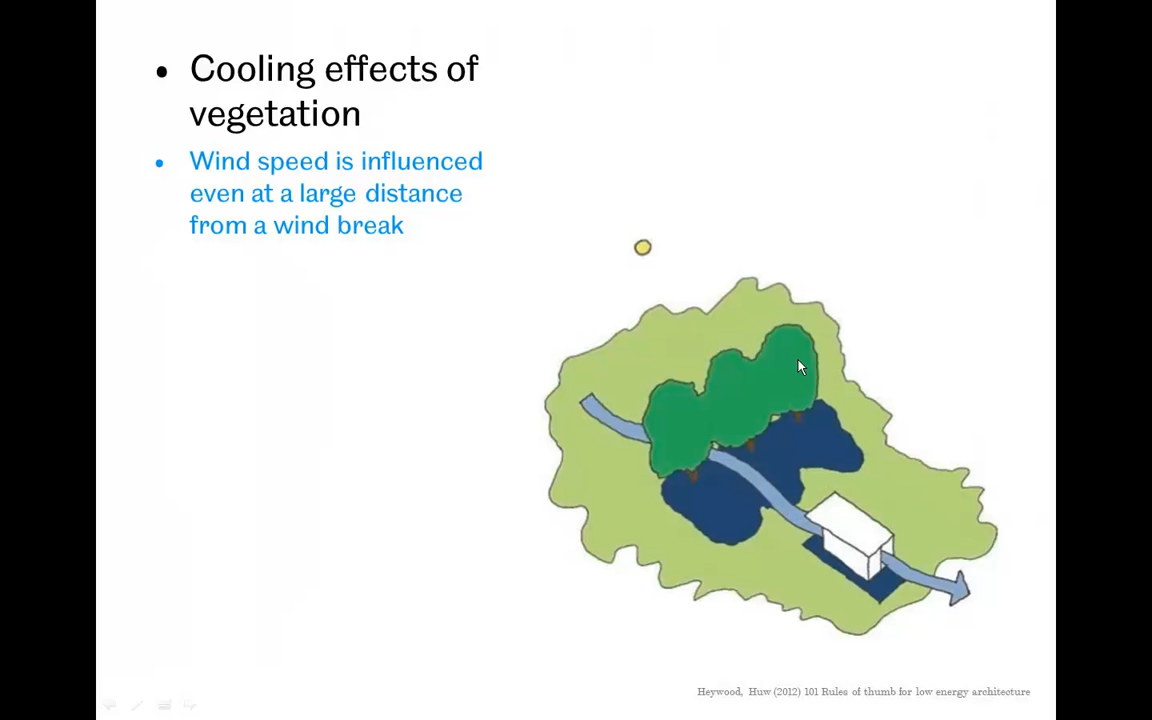 • Cooling effects of
vegetation
• Wind speed is influenced
even at a large distance
from a wind break
Heywood, Huw (2012) 101 Rules of thumb for low energy architecture